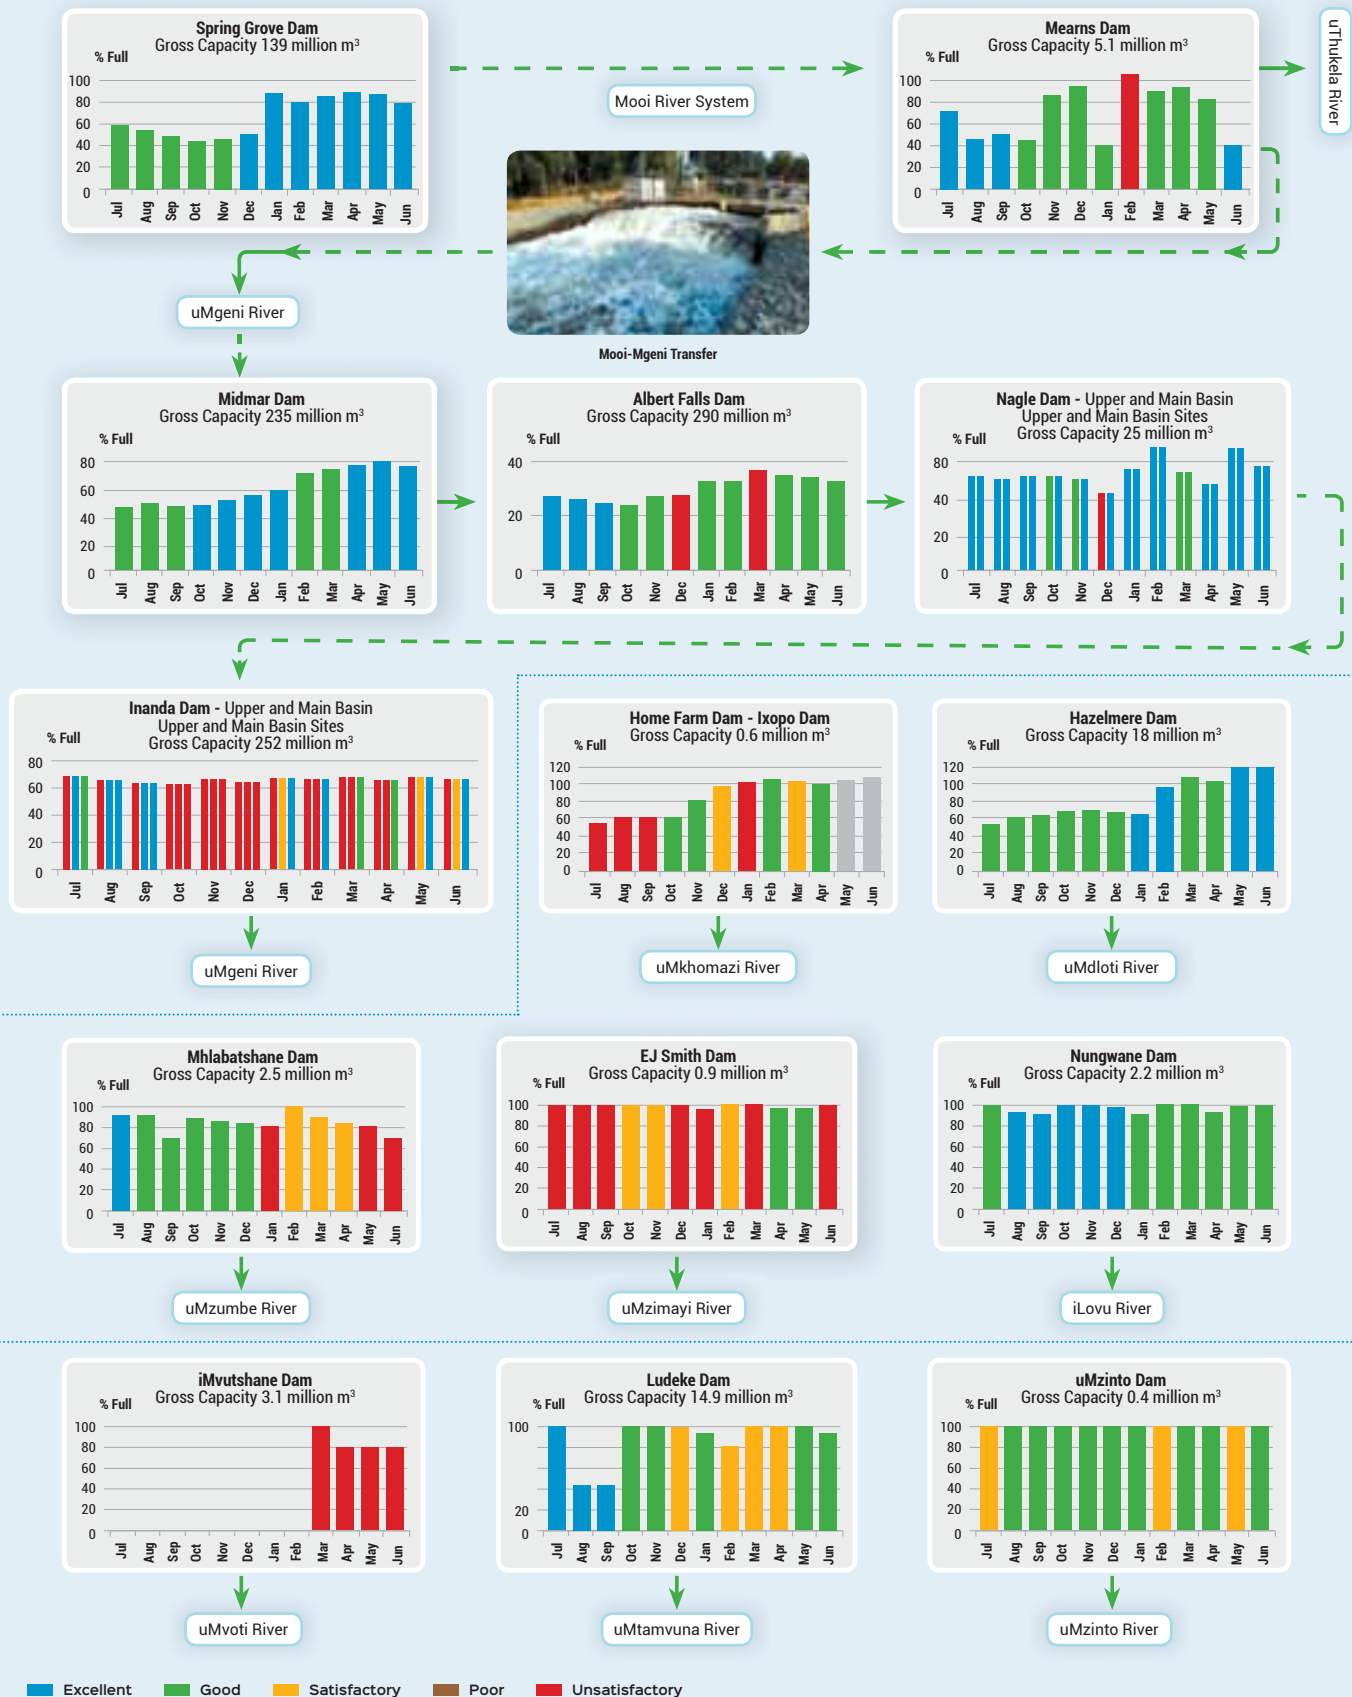 Spring Grove Dam
Gross Capacity 139 million m³
% Full
100
80
60
40
20
0
Jul Aug Sep Oct Nov Dec Jan Feb Mar Apr May Jun
Mooi River System
Mearns Dam
Gross Capacity 5.1 million m³
% Full
100
80
60
40
20
0
Jul Aug Sep Oct Nov Dec Jan Feb Mar Apr May Jun
uThukela River
uMgeni River
Mooi-Mgeni Transfer
Midmar Dam
Gross Capacity 235 million m³
% Full
80
60
40
20
0
Jul Aug Sep Oct Nov Dec Jan Feb Mar Apr May Jun
Albert Falls Dam
Gross Capacity 290 million m³
% Full
40
20
0
Jul Aug Sep Oct Nov Dec Jan Feb Mar Apr May Jun
Nagle Dam - Upper and Main Basin
Upper and Main Basin Sites
Gross Capacity 25 million m³
% Full
80
40
20
0
Jul Aug Sep Oct Nov Dec Jan Feb Mar Apr May Jun
Inanda Dam - Upper and Main Basin
Upper and Main Basin Sites
Gross Capacity 252 million m³
% Full
80
60
40
20
0
Jul Aug Sep Oct Nov Dec Jan Feb Mar Apr May Jun
uMgeni River
Home Farm Dam - Ixopo Dam
Gross Capacity 0.6 million m³
% Full
120
100
80
60
40
20
0
Jul Aug Sep Oct Nov Dec Jan Feb Mar Apr May Jun
uMkhomazi River
Hazelmere Dam
Gross Capacity 18 million m³
% Full
120
100
80
60
40
20
0
Jul Aug Sep Oct Nov Dec Jan Feb Mar Apr May Jun
uMdloti River
Mhlabatshane Dam
Gross Capacity 2.5 million m³
% Full
100
80
60
40
20
0
Jul Aug Sep Oct Nov Dec Jan Feb Mar Apr May Jun
uMzumbe River
EJ Smith Dam
Gross Capacity 0.9 million m³
% Full
100
80
60
40
20
0
Jul Aug Sep Oct Nov Dec Jan Feb Mar Apr May Jun
uMzimayi River
Nungwane Dam
Gross Capacity 2.2 million m³
% Full
100
80
60
40
20
0
Jul Aug Sep Oct Nov Dec Jan Feb Mar Apr May Jun
iLovu River
iMvutshane Dam
Gross Capacity 3.1 million m³
% Full
100
80
60
40
20
0
Jul Aug Sep Oct Nov Dec Jan Feb Mar Apr May Jun
uMvoti River
Ludeke Dam
Gross Capacity 14.9 million m³
% Full
100
20
0
Jul Aug Sep Oct Nov Dec Jan Feb Mar Apr May Jun
uMtamvuna River
uMzinto Dam
Gross Capacity 0.4 million m³
% Full
100
80
60
40
20
0
Jul Aug Sep Oct Nov Dec Jan Feb Mar Apr May Jun
uMzinto River
Excellent Good Satisfactory Poor Unsatisfactory